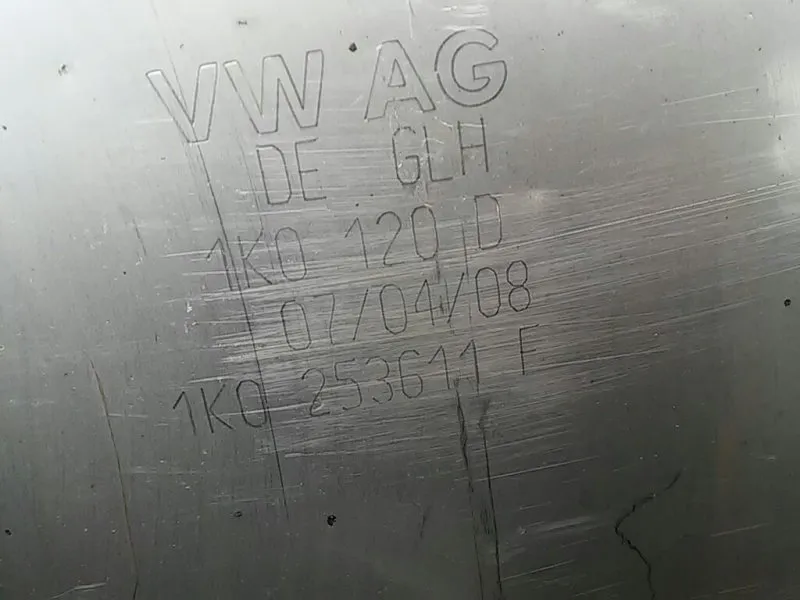 VW AG
DE GLH
1K0 120 D
07/04/08
1K0 253611 F